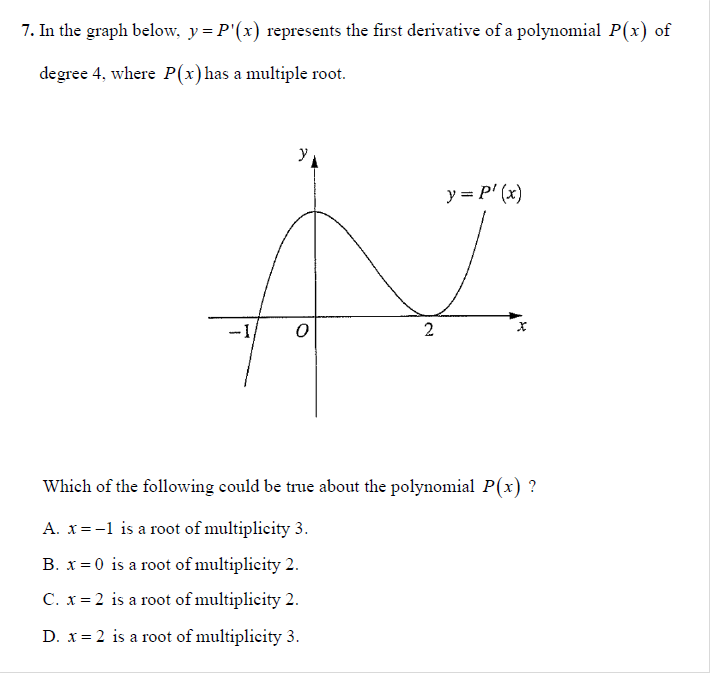 7. In the graph below, y = P'(x) represents the first derivative of a polynomial P(x) of
degree 4, where P(x) has a multiple root.
y
y = P' (x)
−1
O
2
x
Which of the following could be true about the polynomial P(x) ?
A. x = −1 is a root of multiplicity 3.
B. x = 0 is a root of multiplicity 2.
C. x = 2 is a root of multiplicity 2.
D. x = 2 is a root of multiplicity 3.